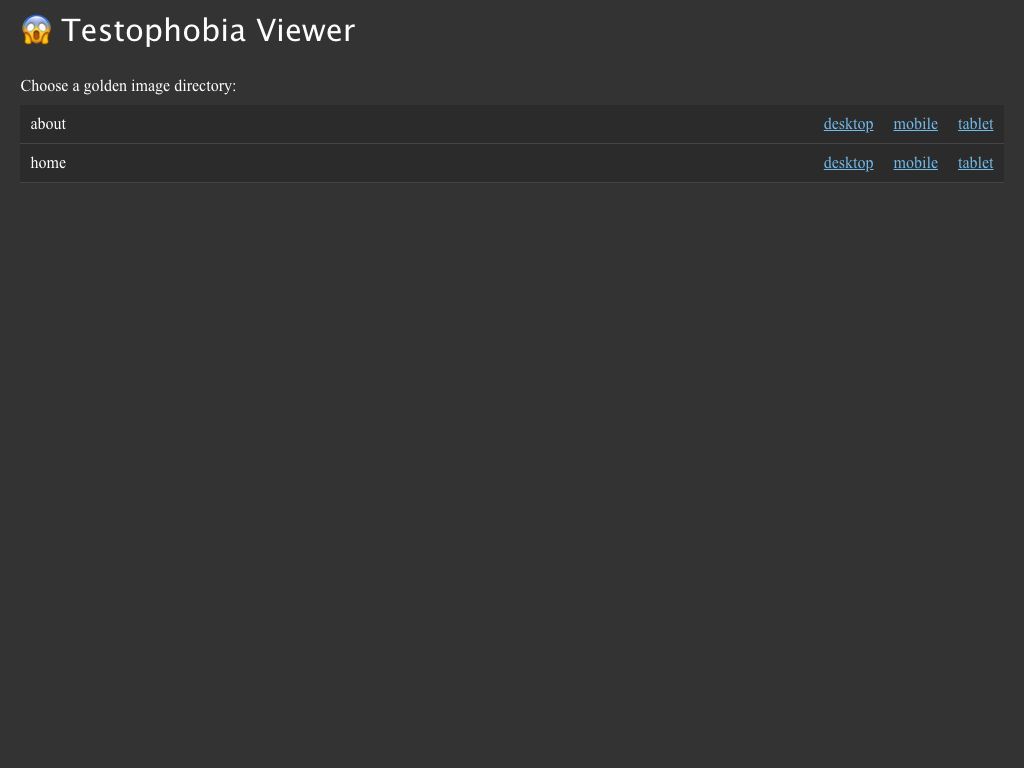 😱 Testophobia Viewer
Choose a golden image directory:
about desktop mobile tablet
home desktop mobile tablet